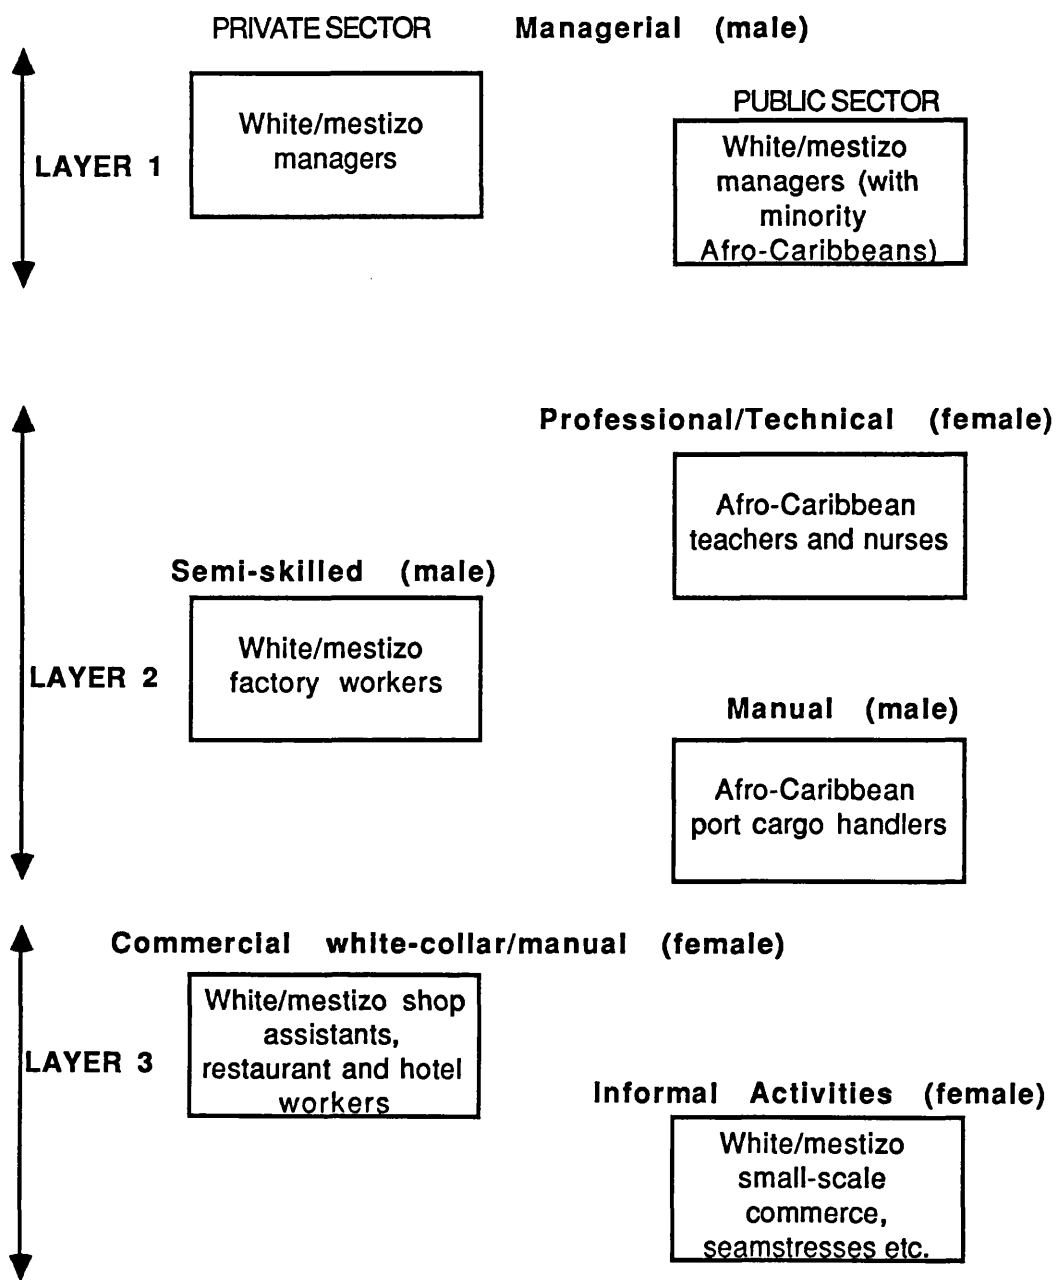 PRIVATE SECTOR Managerial (male)
White/mestizo
managers
LAYER 1
PUBLIC SECTOR
White/mestizo
managers (with
minority
Afro-Caribbeans)
Professional/Technical (female)
Afro-Caribbean
teachers and nurses
Semi-skilled (male)
White/mestizo
factory workers
LAYER 2
Manual (male)
Afro-Caribbean
port cargo handlers
Commercial white-collar/manual (female)
White/mestizo shop
assistants,
restaurant and hotel
workers
LAYER 3
Informal Activities (female)
White/mestizo
small-scale
commerce,
seamstresses etc.